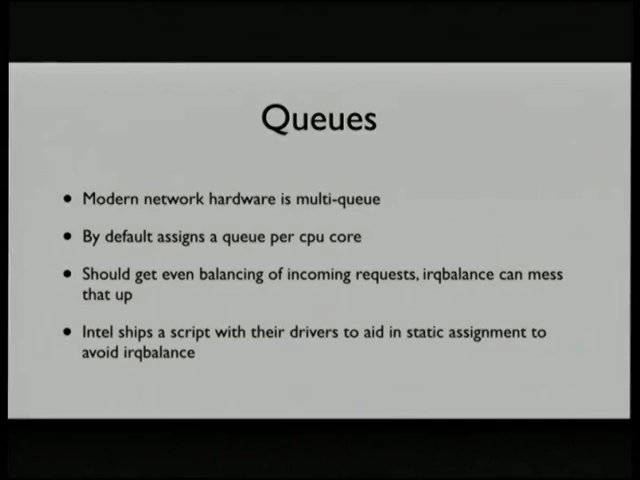 Queues
• Modern network hardware is multi-queue
• By default assigns a queue per cpu core
• Should get even balancing of incoming requests, irqbalance can mess
that up
• Intel ships a script with their drivers to aid in static assignment to
avoid irqbalance